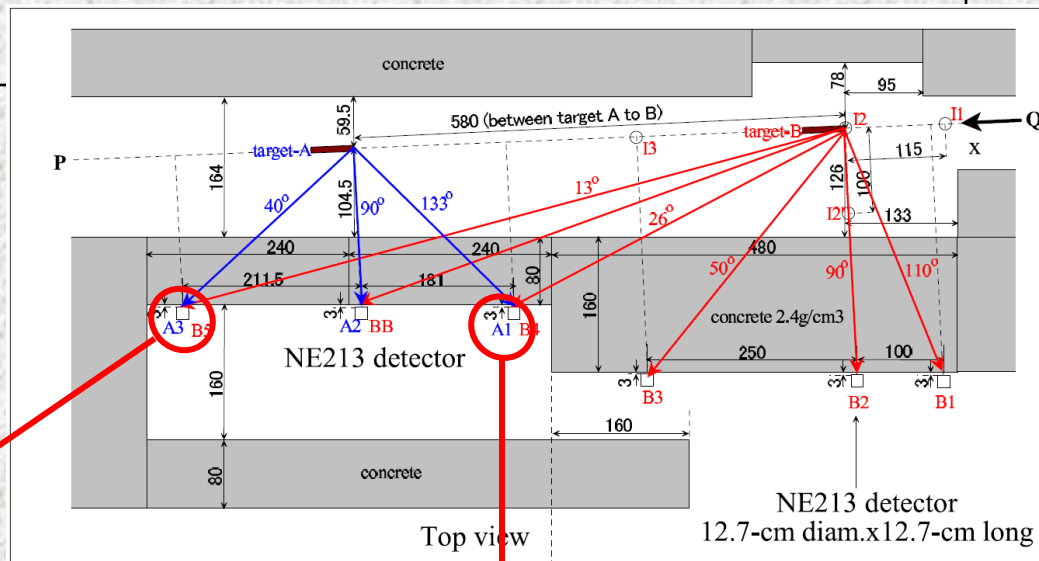 concrete
78
95
59.5
580 (between target A to B)
I2
I1
Q
target-B
X
P
target-A
I3
115
164
104.5
126
100
40°
90°
133°
13°
26°
I2'
133
240
240
480
211.5
181
80
50°
90°
110°
160
concrete 2.4g/cm3
3
3
3
A3
B5
A2
BB
A1
B4
NE213 detector
250
100
3
3
3
B3
B2
B1
160
160
80
concrete
NE213 detector
12.7-cm diam.x12.7-cm long
Top view